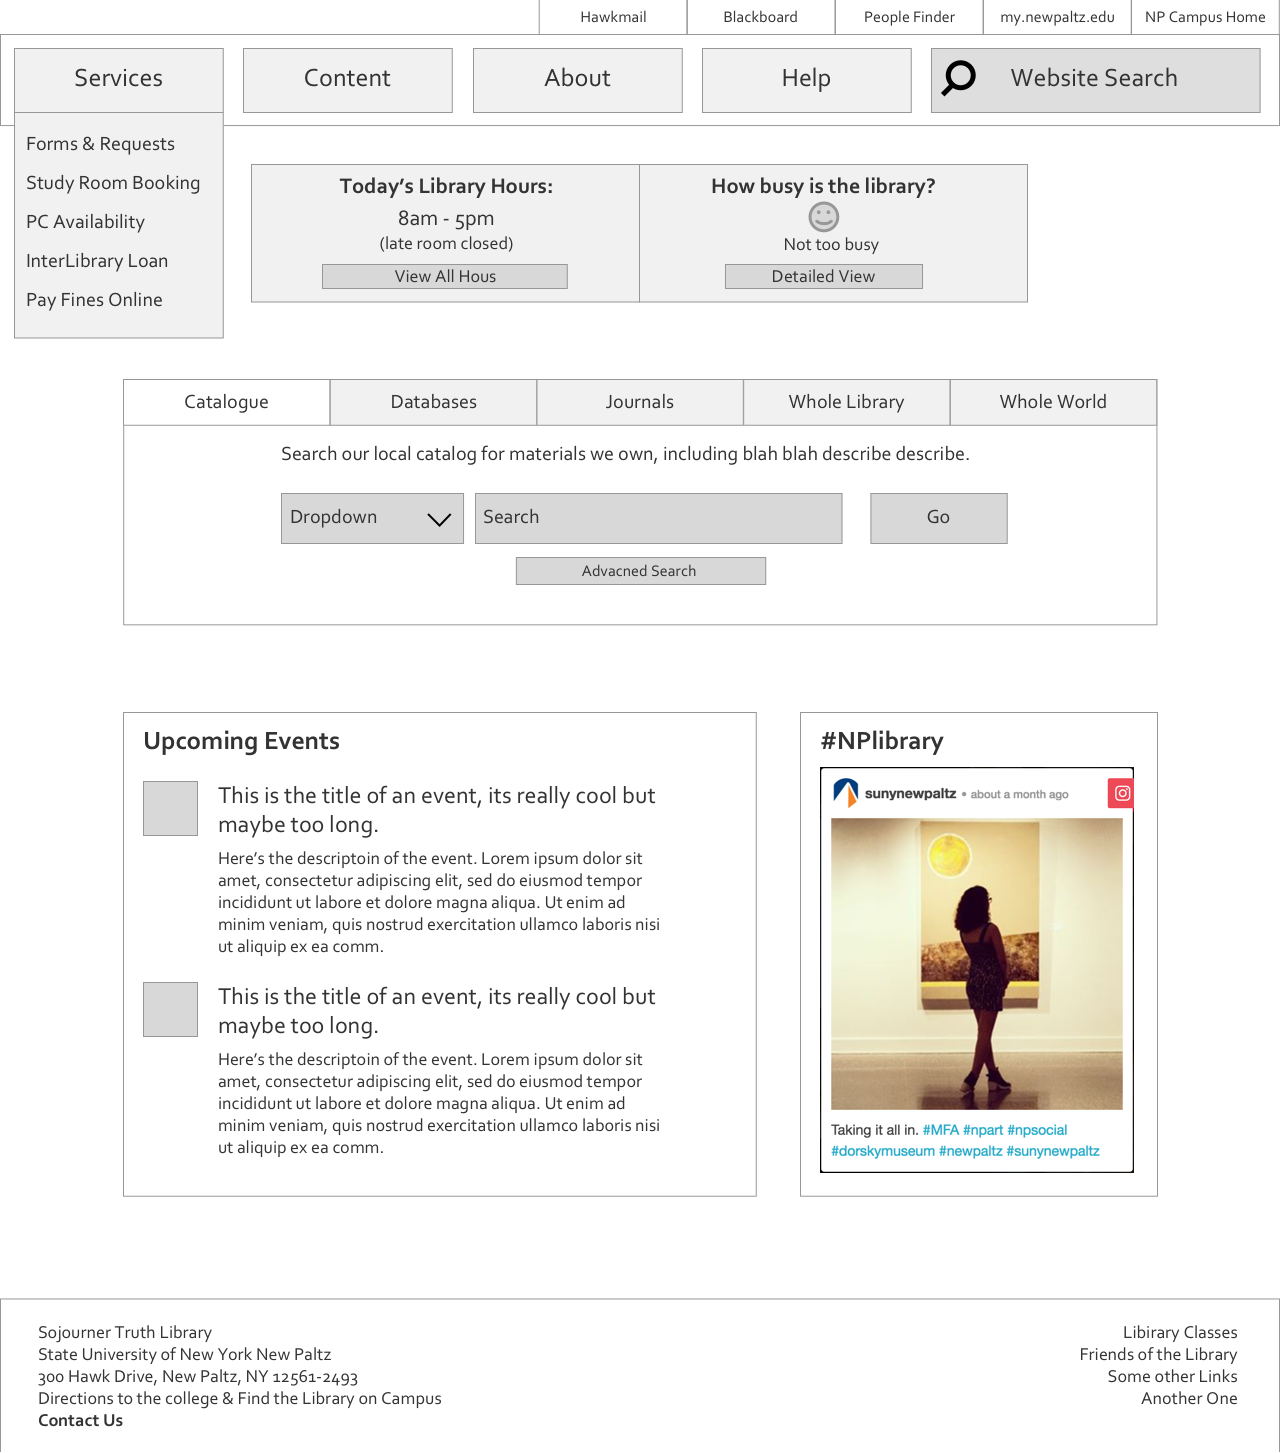 Hawkmail
Blackboard
People Finder
my.newpaltz.edu
NP Campus Home
Services
Content
About
Help
Website Search
Forms & Requests
Study Room Booking
PC Availability
InterLibrary Loan
Pay Fines Online
Today’s Library Hours:
8am - 5pm
(late room closed)
View All Hous
How busy is the library?
Not too busy
Detailed View
Catalogue
Databases
Journals
Whole Library
Whole World
Search our local catalog for materials we own, including blah blah describe describe.
Dropdown
Search
Go
Advacned Search
Upcoming Events
This is the title of an event, its really cool but
maybe too long.
Here’s the descriptoin of the event. Lorem ipsum dolor sit
amet, consectetur adipiscing elit, sed do eiusmod tempor
incididunt ut labore et dolore magna aliqua. Ut enim ad
minim veniam, quis nostrud exercitation ullamco laboris nisi
ut aliquip ex ea comm.
This is the title of an event, its really cool but
maybe too long.
Here’s the descriptoin of the event. Lorem ipsum dolor sit
amet, consectetur adipiscing elit, sed do eiusmod tempor
incididunt ut labore et dolore magna aliqua. Ut enim ad
minim veniam, quis nostrud exercitation ullamco laboris nisi
ut aliquip ex ea comm.
#NPlibrary
sunynewpaltz • about a month ago
Taking it all in. #MFA #npart #npsocial
#dorskymuseum #newpaltz #sunynewpaltz
Sojourner Truth Library
State University of New York New Paltz
300 Hawk Drive, New Paltz, NY 12561-2493
Directions to the college & Find the Library on Campus
Contact Us
Libirary Classes
Friends of the Library
Some other Links
Another One